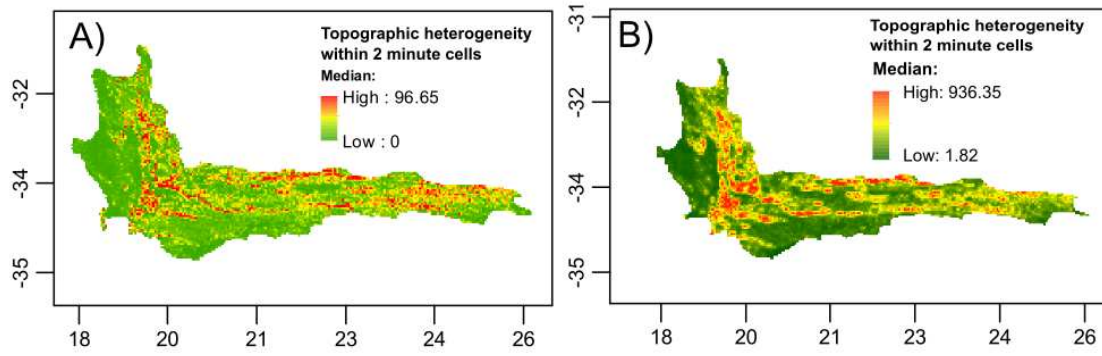 A)
Topographic heterogeneity
within 2 minute cells
Median:
High : 96.65
Low : 0
-32
-34
-35
18
20
21
23
24
26
B)
Topographic heterogeneity
within 2 minute cells
Median:
High: 936.35
Low: 1.82
-31
-32
-34
-35
18
20
21
23
24
26